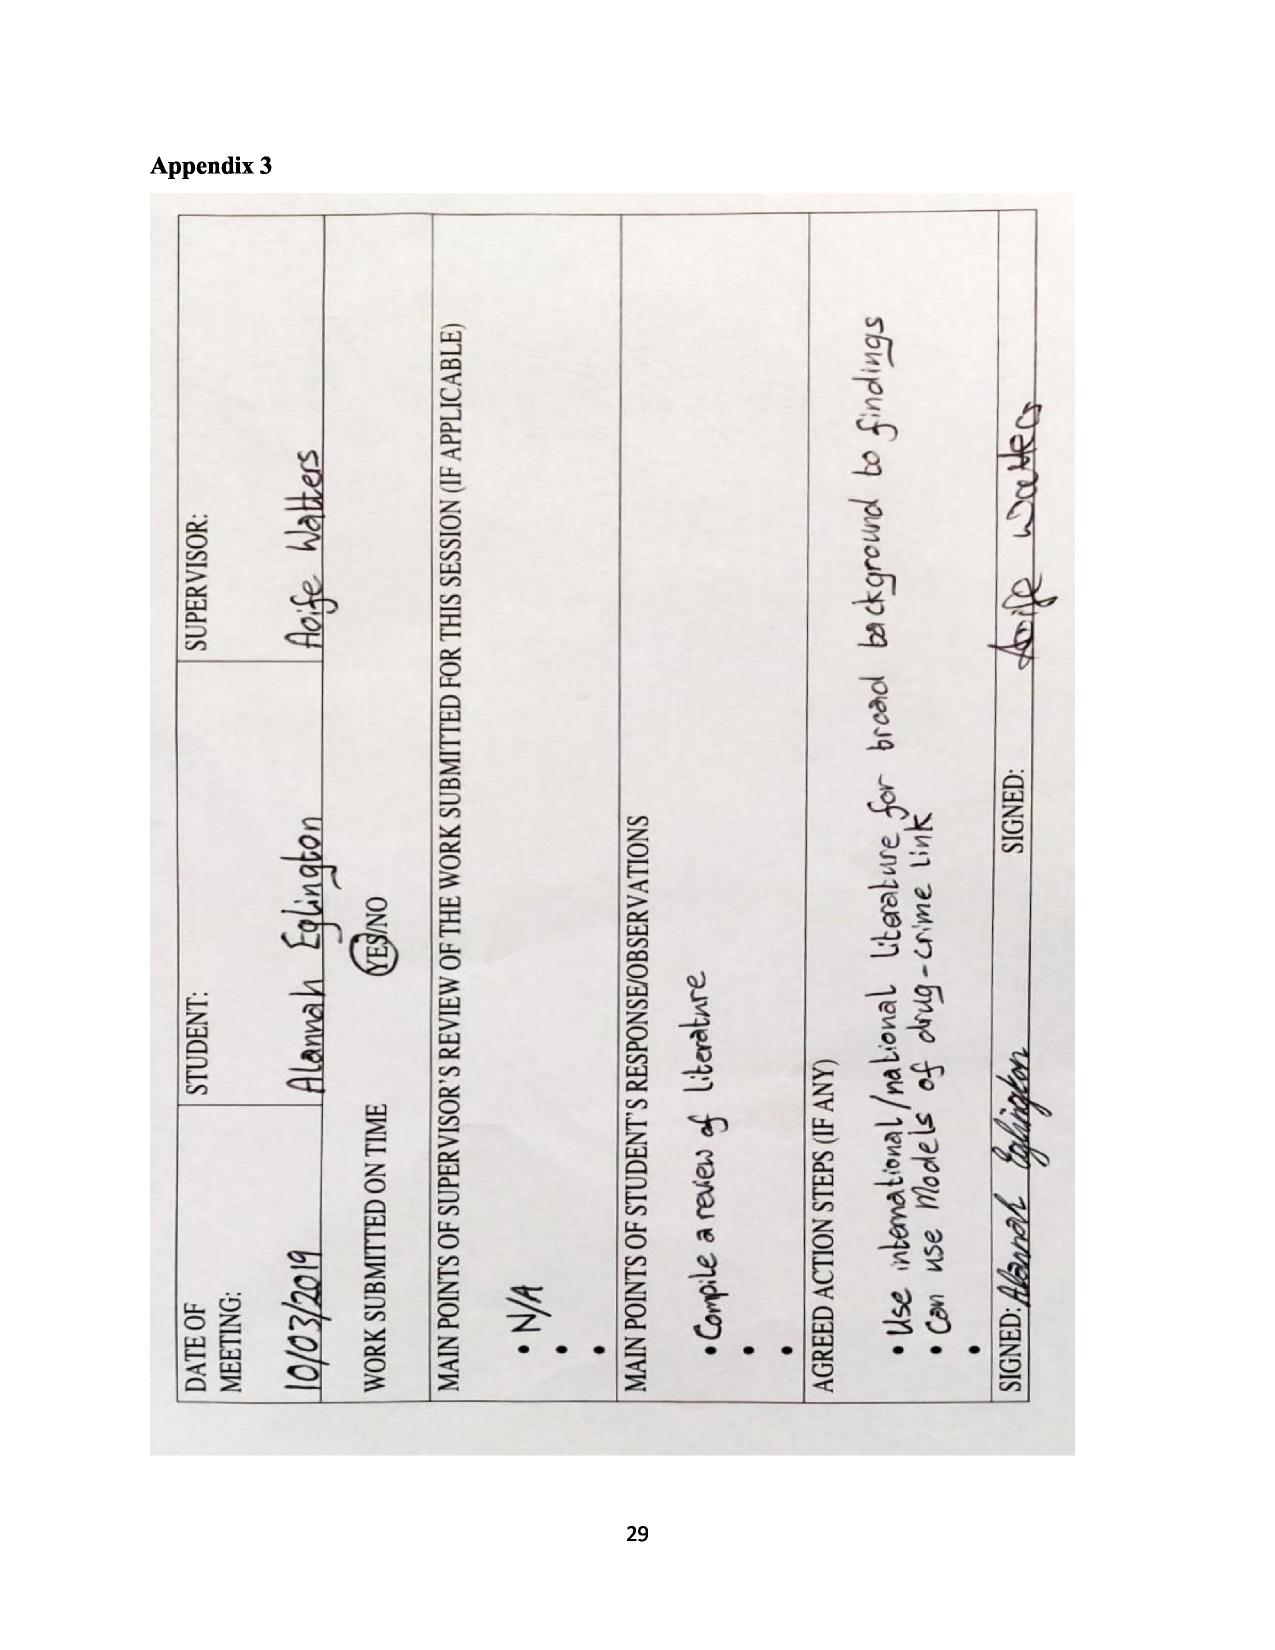 Appendix 3
DATE OF
MEETING:
10/03/2019
STUDENT:
Alannah Eglington
SUPERVISOR:
Aoife Watters
WORK SUBMITTED ON TIME YES/NO
MAIN POINTS OF SUPERVISOR'S REVIEW OF THE WORK SUBMITTED FOR THIS SESSION (IF APPLICABLE)
• N/A
•
•
MAIN POINTS OF STUDENT'S RESPONSE/OBSERVATIONS
• Compile a review of literature
•
•
AGREED ACTION STEPS (IF ANY)
• Use international/national literature for broad background to findings
• Can use Models of drug-crime link
•
SIGNED: Alannah Eglington SIGNED: Aoife Watters
29